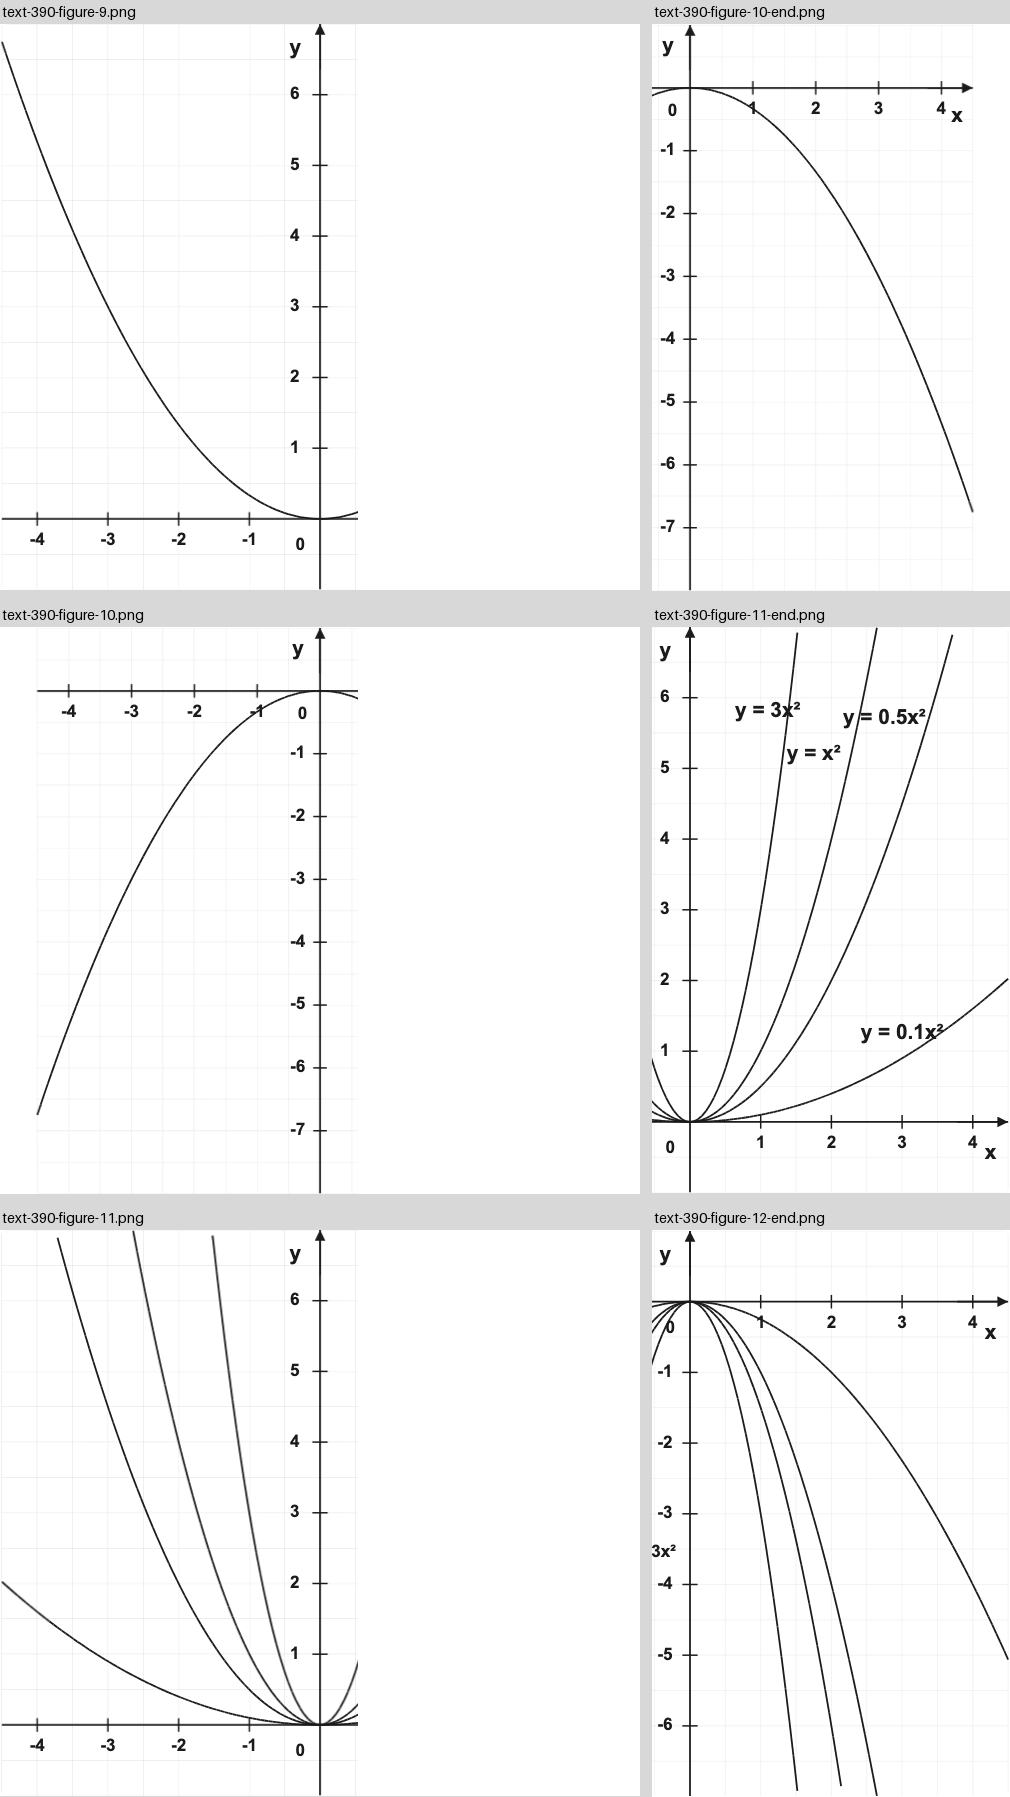 text-390-figure-9.png
y
6
5
4
3
2
1
-4 -3 -2 -1 0
text-390-figure-10-end.png
y
0 1 2 3 4 x
-1
-2
-3
-4
-5
-6
-7
text-390-figure-10.png
y
-4 -3 -2 -1 0
-1
-2
-3
-4
-5
-6
-7
text-390-figure-11-end.png
y
6
y = 3x² y = 0.5x²
y = x²
5
4
3
2
y = 0.1x²
1
0 1 2 3 4 x
text-390-figure-11.png
y
6
5
4
3
2
1
-4 -3 -2 -1 0
text-390-figure-12-end.png
y
0 1 2 3 4 x
-1
-2
-3
3x²
-4
-5
-6